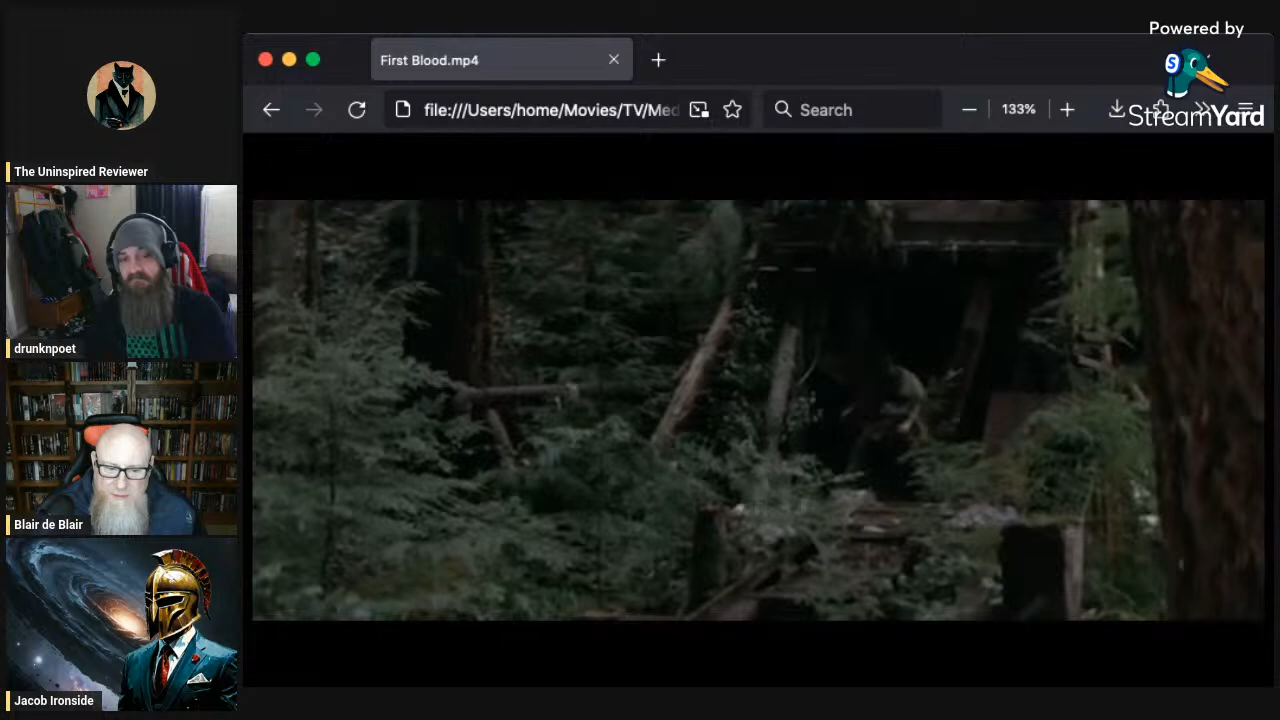 Powered by
StreamYard
First Blood.mp4
file:///Users/home/Movies/TV/Med
Search
133%
The Uninspired Reviewer
drunknpoet
Blair de Blair
Jacob Ironside